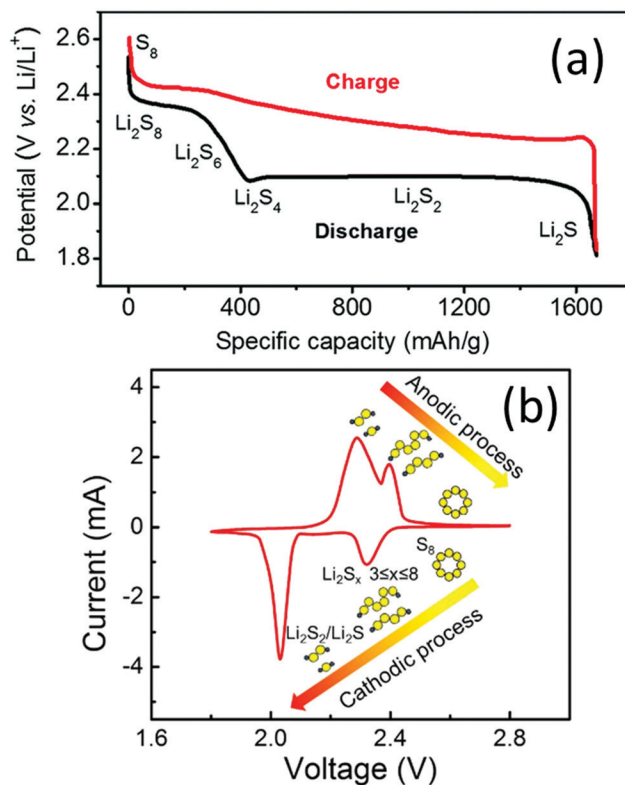 (a)
2.6
2.4
2.2
2.0
1.8
Potential (V vs. Li/Li⁺)
S₈
Charge
Li₂S₈
Li₂S₆
Li₂S₄
Li₂S₂
Discharge
Li₂S
0
400
800
1200
1600
Specific capacity (mAh/g)
(b)
4
2
0
-2
-4
Current (mA)
Anodic process
S₈
Li₂Sₓ 3≤x≤8
Li₂S₂/Li₂S
Cathodic process
1.6
2.0
2.4
2.8
Voltage (V)